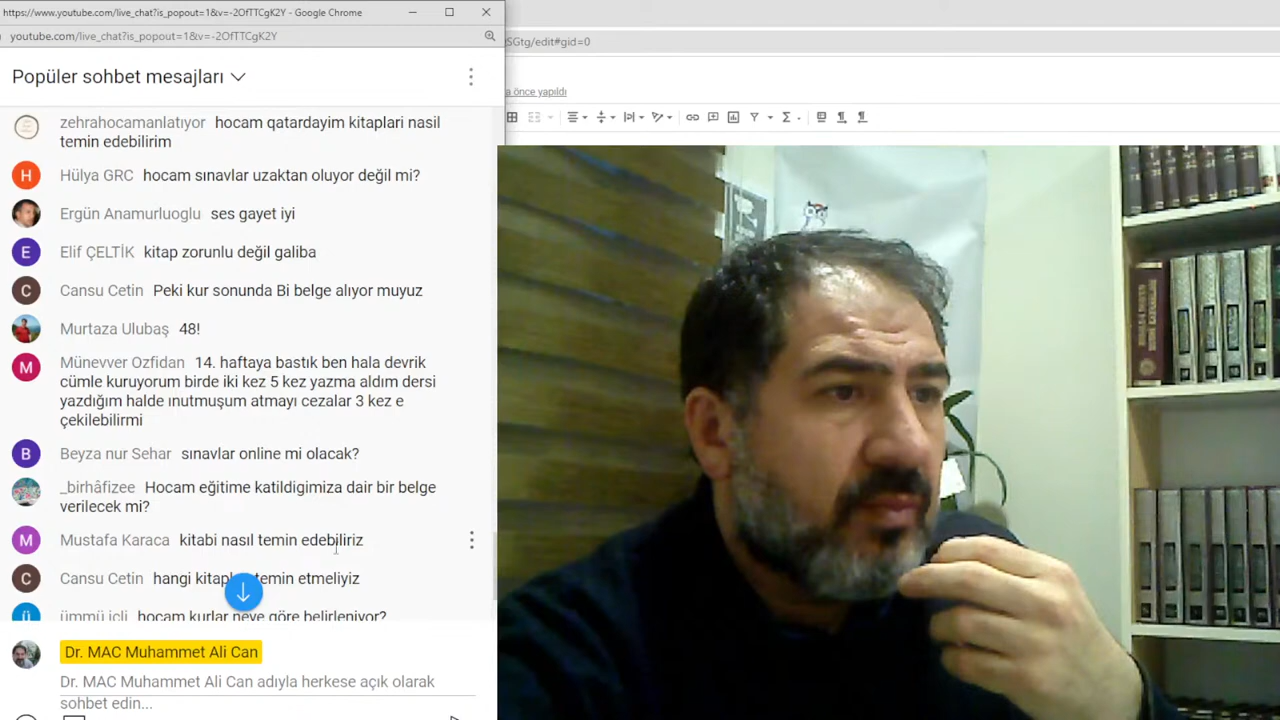 https://www.youtube.com/live_chat?is_popout=1&v=-2OfTTCgK2Y - Google Chrome
youtube.com/live_chat?is_popout=1&v=-2OfTTCgK2Y
SGtg/edit#gid=0
Popüler sohbet mesajları
a önce yapıldı
zehrahocamanlatıyor hocam qatardayim kitaplari nasil
temin edebilirim
H Hülya GRC hocam sınavlar uzaktan oluyor değil mi?
Ergün Anamurluoglu ses gayet iyi
E Elif ÇELTİK kitap zorunlu değil galiba
C Cansu Cetin Peki kur sonunda Bi belge alıyor muyuz
Murtaza Ulubaş 48!
M Münevver Ozfidan 14. haftaya bastık ben hala devrik
cümle kuruyorum birde iki kez 5 kez yazma aldım dersi
yazdığım halde ınutmuşum atmayı cezalar 3 kez e
çekilebilirmi
B Beyza nur Sehar sınavlar online mi olacak?
_birhâfizee Hocam eğitime katildigimiza dair bir belge
verilecek mi?
M Mustafa Karaca kitabi nasıl temin edebiliriz
C Cansu Cetin hangi temin etmeliyiz
ü ümmü içli hocam kurlar neye göre belirleniyor?
Dr. MAC Muhammet Ali Can
Dr. MAC Muhammet Ali Can adıyla herkese açık olarak
sohbet edin...